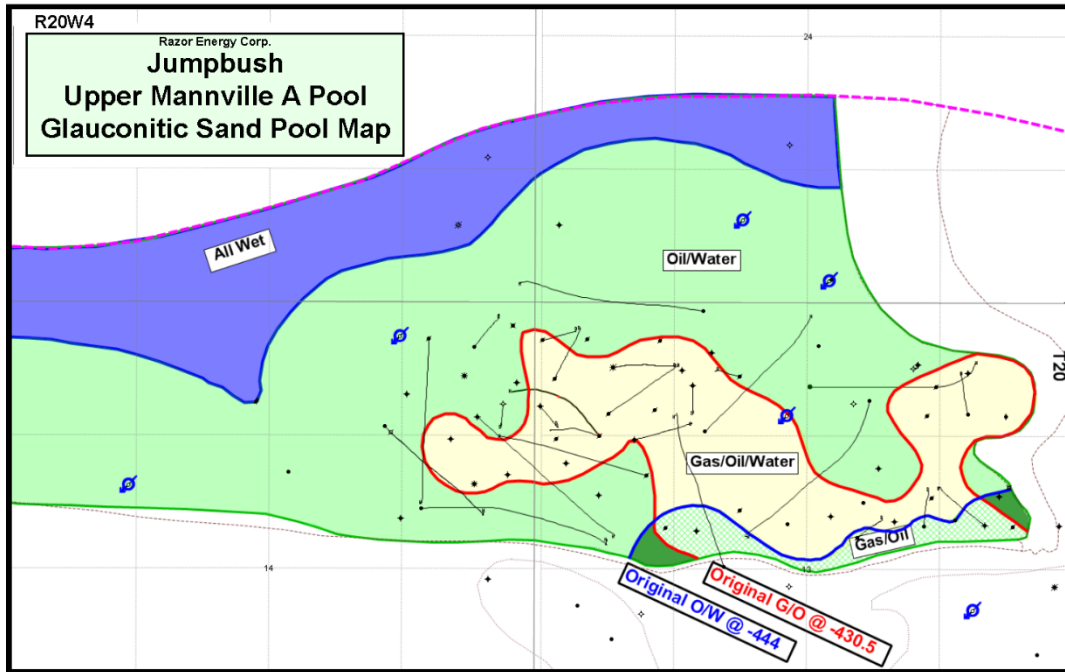 R20W4
Razor Energy Corp.
Jumpbush
Upper Mannville A Pool
Glauconitic Sand Pool Map
24
All Wet
Oil/Water
T20
Gas/Oil/Water
Gas/Oil
14
13
Original O/W @ -444
Original G/O @ -430.5